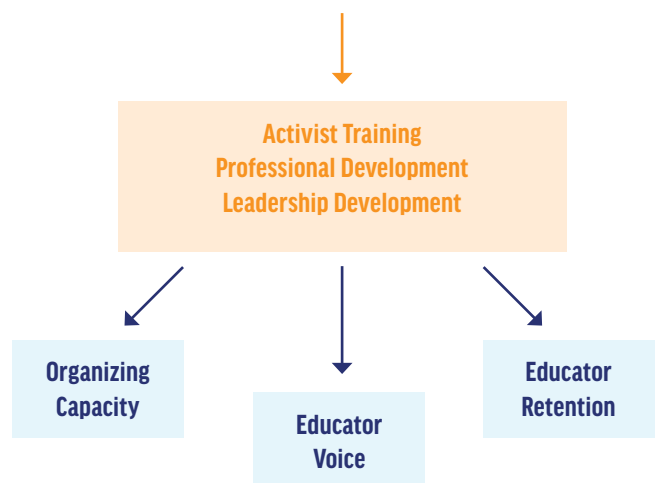 Activist Training
Professional Development
Leadership Development
Organizing
Capacity
Educator
Voice
Educator
Retention